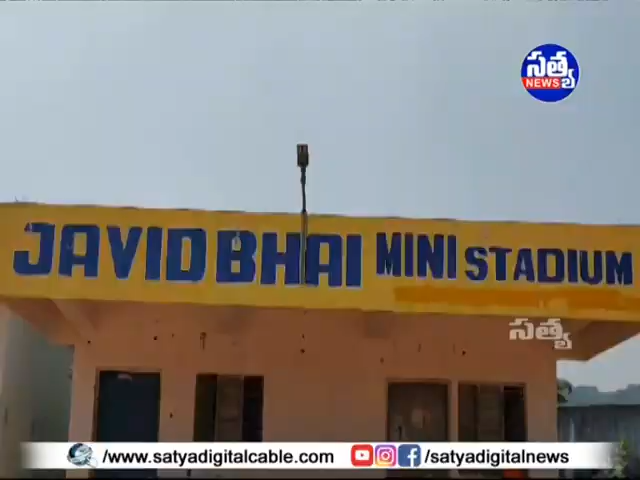 సత్య
NEWS
JAVID BHAI MINI STADIUM
సత్య
/www.satyadigitalcable.com /satyadigitalnews